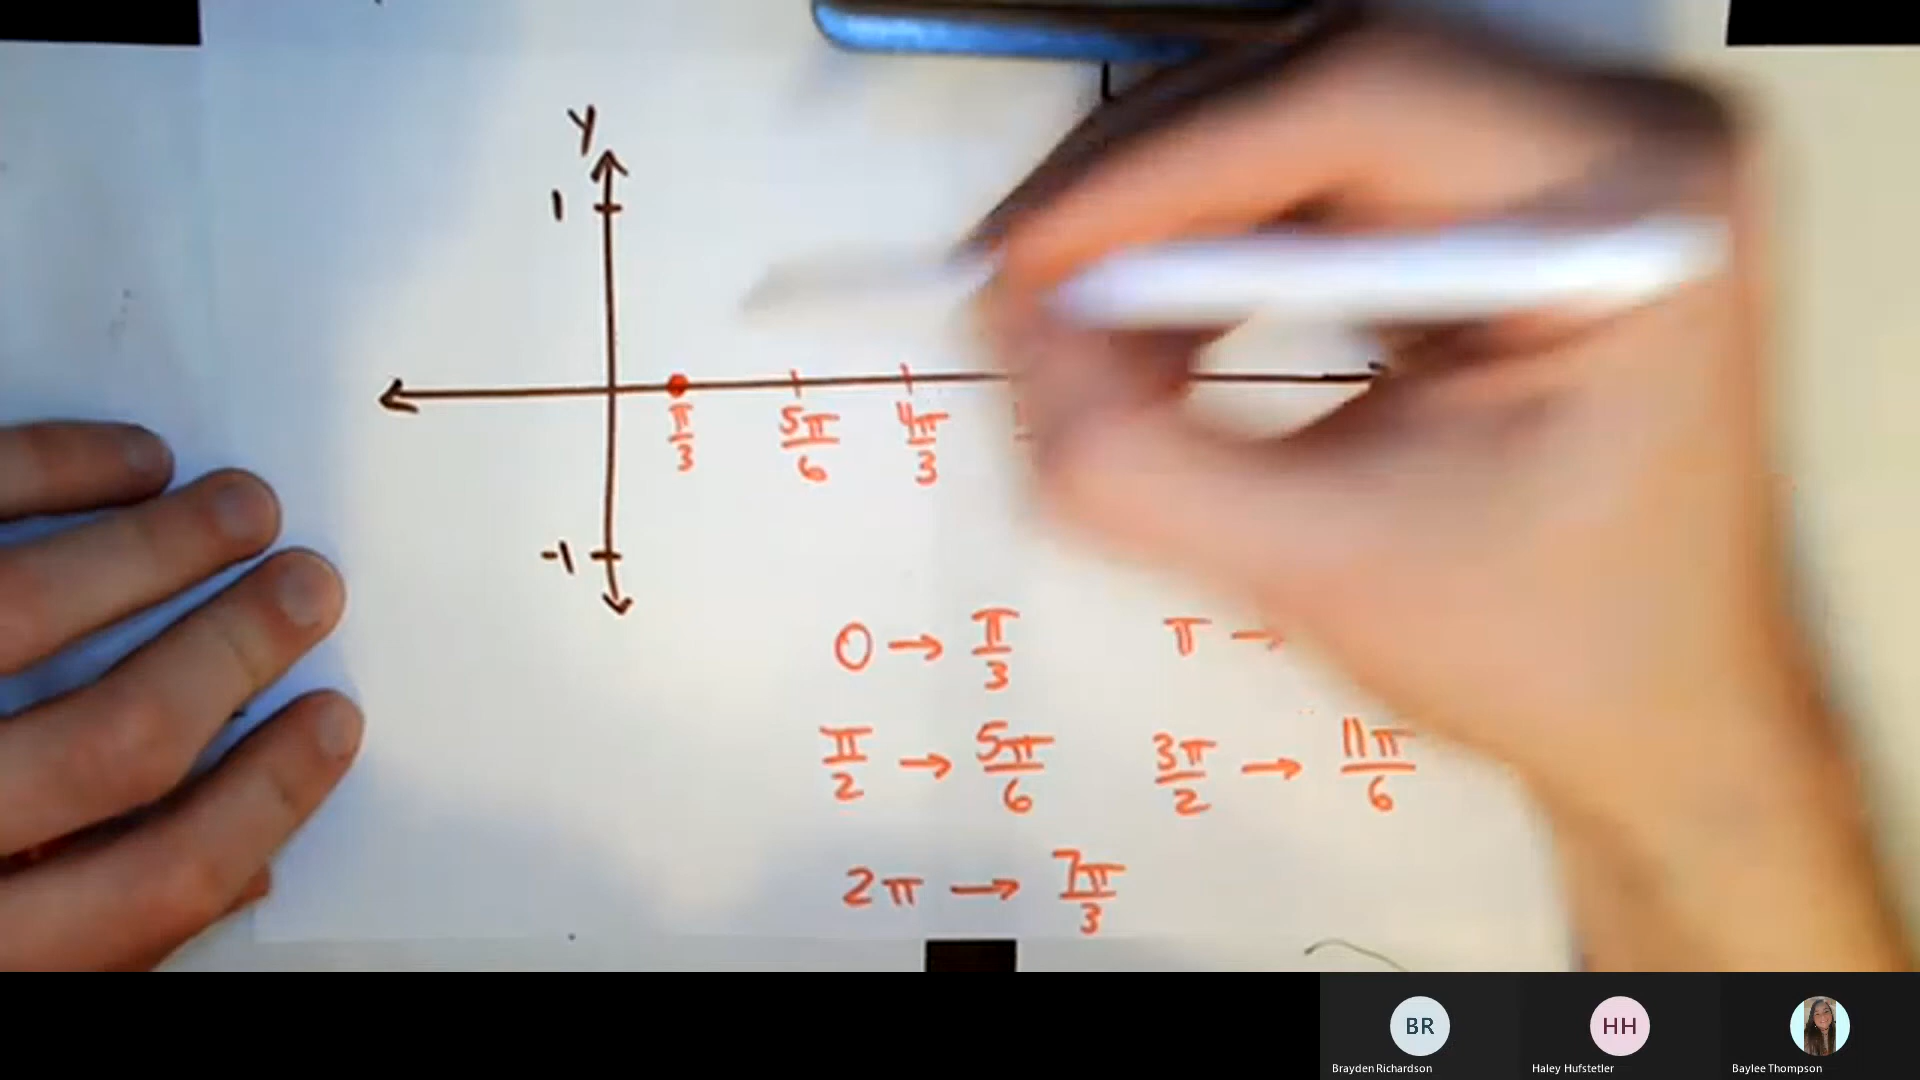 y
1
π/3 5π/6 4π/3
-1
0 → π/3 π →
π/2 → 5π/6 3π/2 → 11π/6
2π → 7π/3
BR HH
Brayden Richardson Haley Hufstetler Baylee Thompson